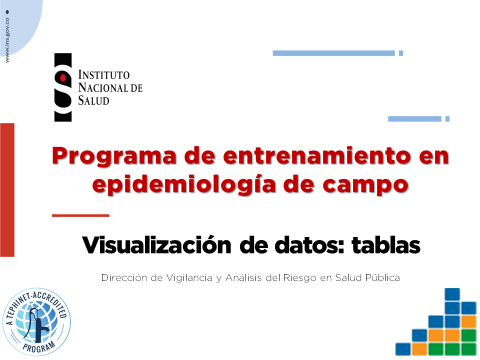 www.ins.gov.co
INSTITUTO
NACIONAL DE
SALUD
Programa de entrenamiento en
epidemiología de campo
Visualización de datos: tablas
Dirección de Vigilancia y Análisis del Riesgo en Salud Pública
A TEPHINET-ACCREDITED
PROGRAM